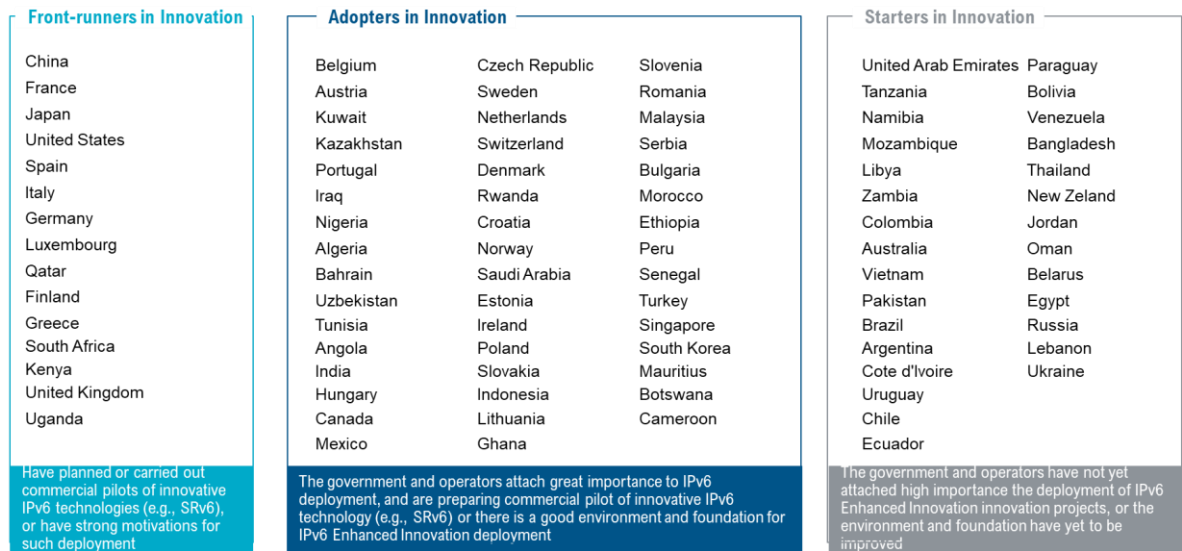 Front-runners in Innovation
China
France
Japan
United States
Spain
Italy
Germany
Luxembourg
Qatar
Finland
Greece
South Africa
Kenya
United Kingdom
Uganda
Have planned or carried out
commercial pilots of innovative
IPv6 technologies (e.g., SRv6),
or have strong motivations for
such deployment
Adopters in Innovation
Belgium
Austria
Kuwait
Kazakhstan
Portugal
Iraq
Nigeria
Algeria
Bahrain
Uzbekistan
Tunisia
Angola
India
Hungary
Canada
Mexico
Czech Republic
Sweden
Netherlands
Switzerland
Denmark
Rwanda
Croatia
Norway
Saudi Arabia
Estonia
Ireland
Poland
Slovakia
Indonesia
Lithuania
Ghana
Slovenia
Romania
Malaysia
Serbia
Bulgaria
Morocco
Ethiopia
Peru
Senegal
Turkey
Singapore
South Korea
Mauritius
Botswana
Cameroon
The government and operators attach great importance to IPv6
deployment, and are preparing commercial pilot of innovative IPv6
technology (e.g., SRv6) or there is a good environment and foundation for
IPv6 Enhanced Innovation deployment
Starters in Innovation
United Arab Emirates
Tanzania
Namibia
Mozambique
Libya
Zambia
Colombia
Australia
Vietnam
Pakistan
Brazil
Argentina
Cote d'Ivoire
Uruguay
Chile
Ecuador
Paraguay
Bolivia
Venezuela
Bangladesh
Thailand
New Zeland
Jordan
Oman
Belarus
Egypt
Russia
Lebanon
Ukraine
The government and operators have not yet
attached high importance the deployment of IPv6
Enhanced Innovation innovation projects, or the
environment and foundation have yet to be
improved